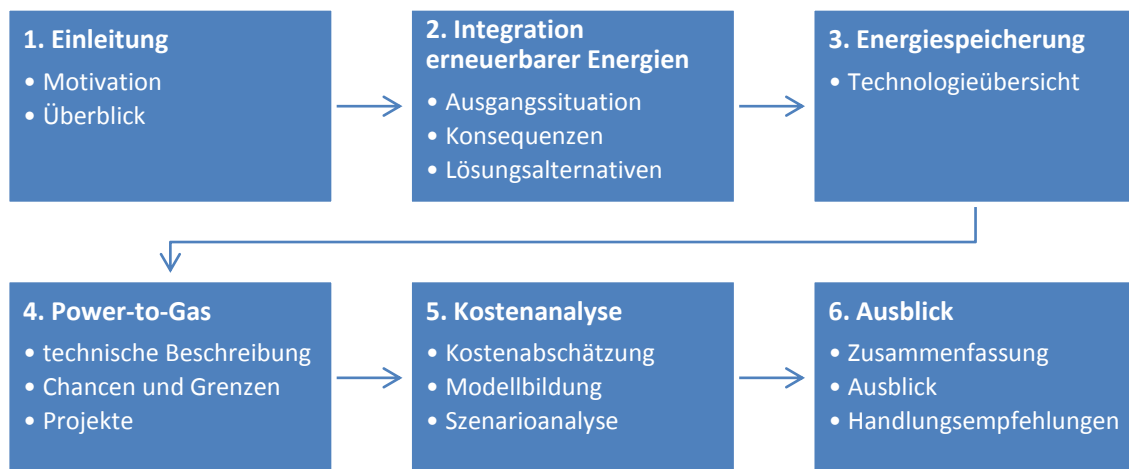 1. Einleitung
• Motivation
• Überblick
2. Integration
erneuerbarer Energien
• Ausgangssituation
• Konsequenzen
• Lösungsalternativen
3. Energiespeicherung
• Technologieübersicht
4. Power-to-Gas
• technische Beschreibung
• Chancen und Grenzen
• Projekte
5. Kostenanalyse
• Kostenabschätzung
• Modellbildung
• Szenarioanalyse
6. Ausblick
• Zusammenfassung
• Ausblick
• Handlungsempfehlungen